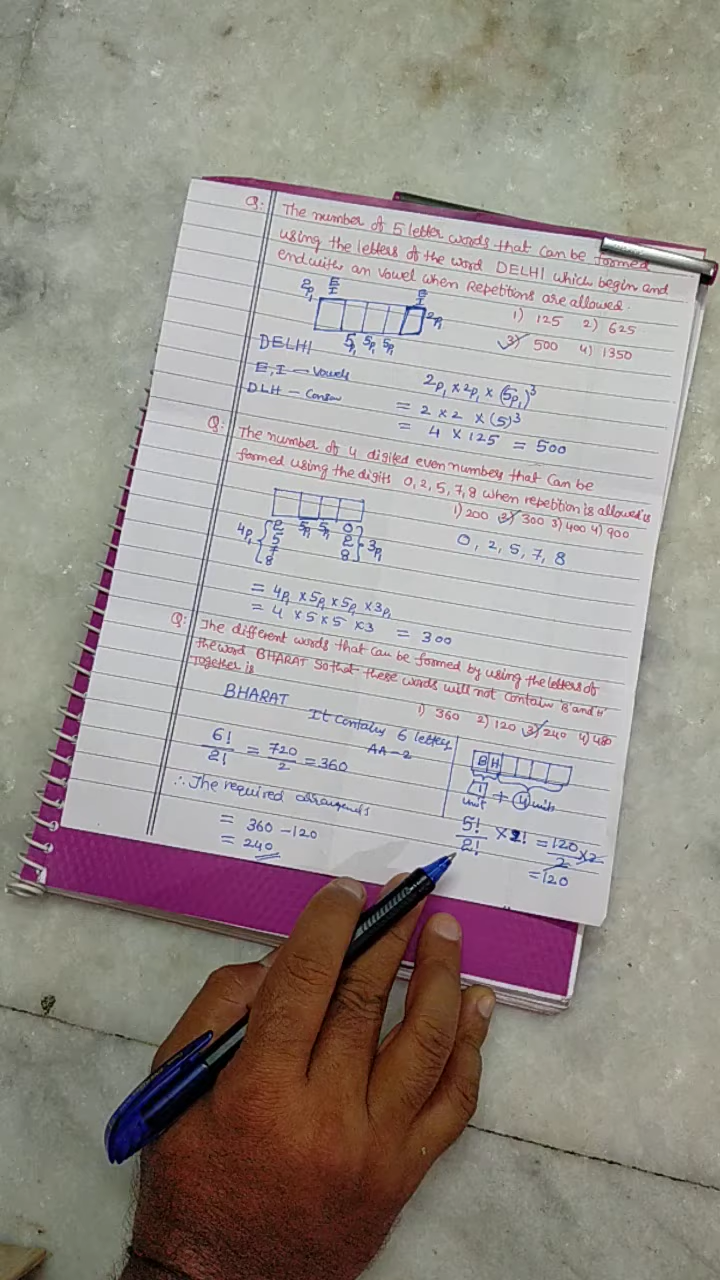 Q: The number of 5 letter words that can be formed
using the letters of the word DELHI which begin and
end with an vowel when Repetitions are allowed.
1) 125 2) 625
3) 500 4) 1350
2P1 E I E I 2P1
5P1 5P1 5P1
DELHI
E, I - Vowels
DLH - Conson
2P1 x 2P1 x (5P1)^3
= 2 x 2 x (5)^3
= 4 x 125 = 500
Q: The number of 4 digited even numbers that can be
formed using the digits 0, 2, 5, 7, 8 when repetition is allowed is
1) 200 2) 300 3) 400 4) 900
4P1 { 2 5 7 8 5P1 5P1 0 2 8 } 3P1
0, 2, 5, 7, 8
= 4P1 x 5P1 x 5P1 x 3P1
= 4 x 5 x 5 x 3 = 300
Q: The different words that can be formed by using the letters of
the word BHARAT so that these words will not contain 'B' and 'H'
together is
1) 360 2) 120 3) 240 4) 480
BHARAT It contains 6 letters
AA-2
6!/2! = 720/2 = 360
∴ The required arrangements
= 360 - 120
= 240
B H
1 + 4
unit units
5!/2! x 2! = 120/2 x 2
= 120